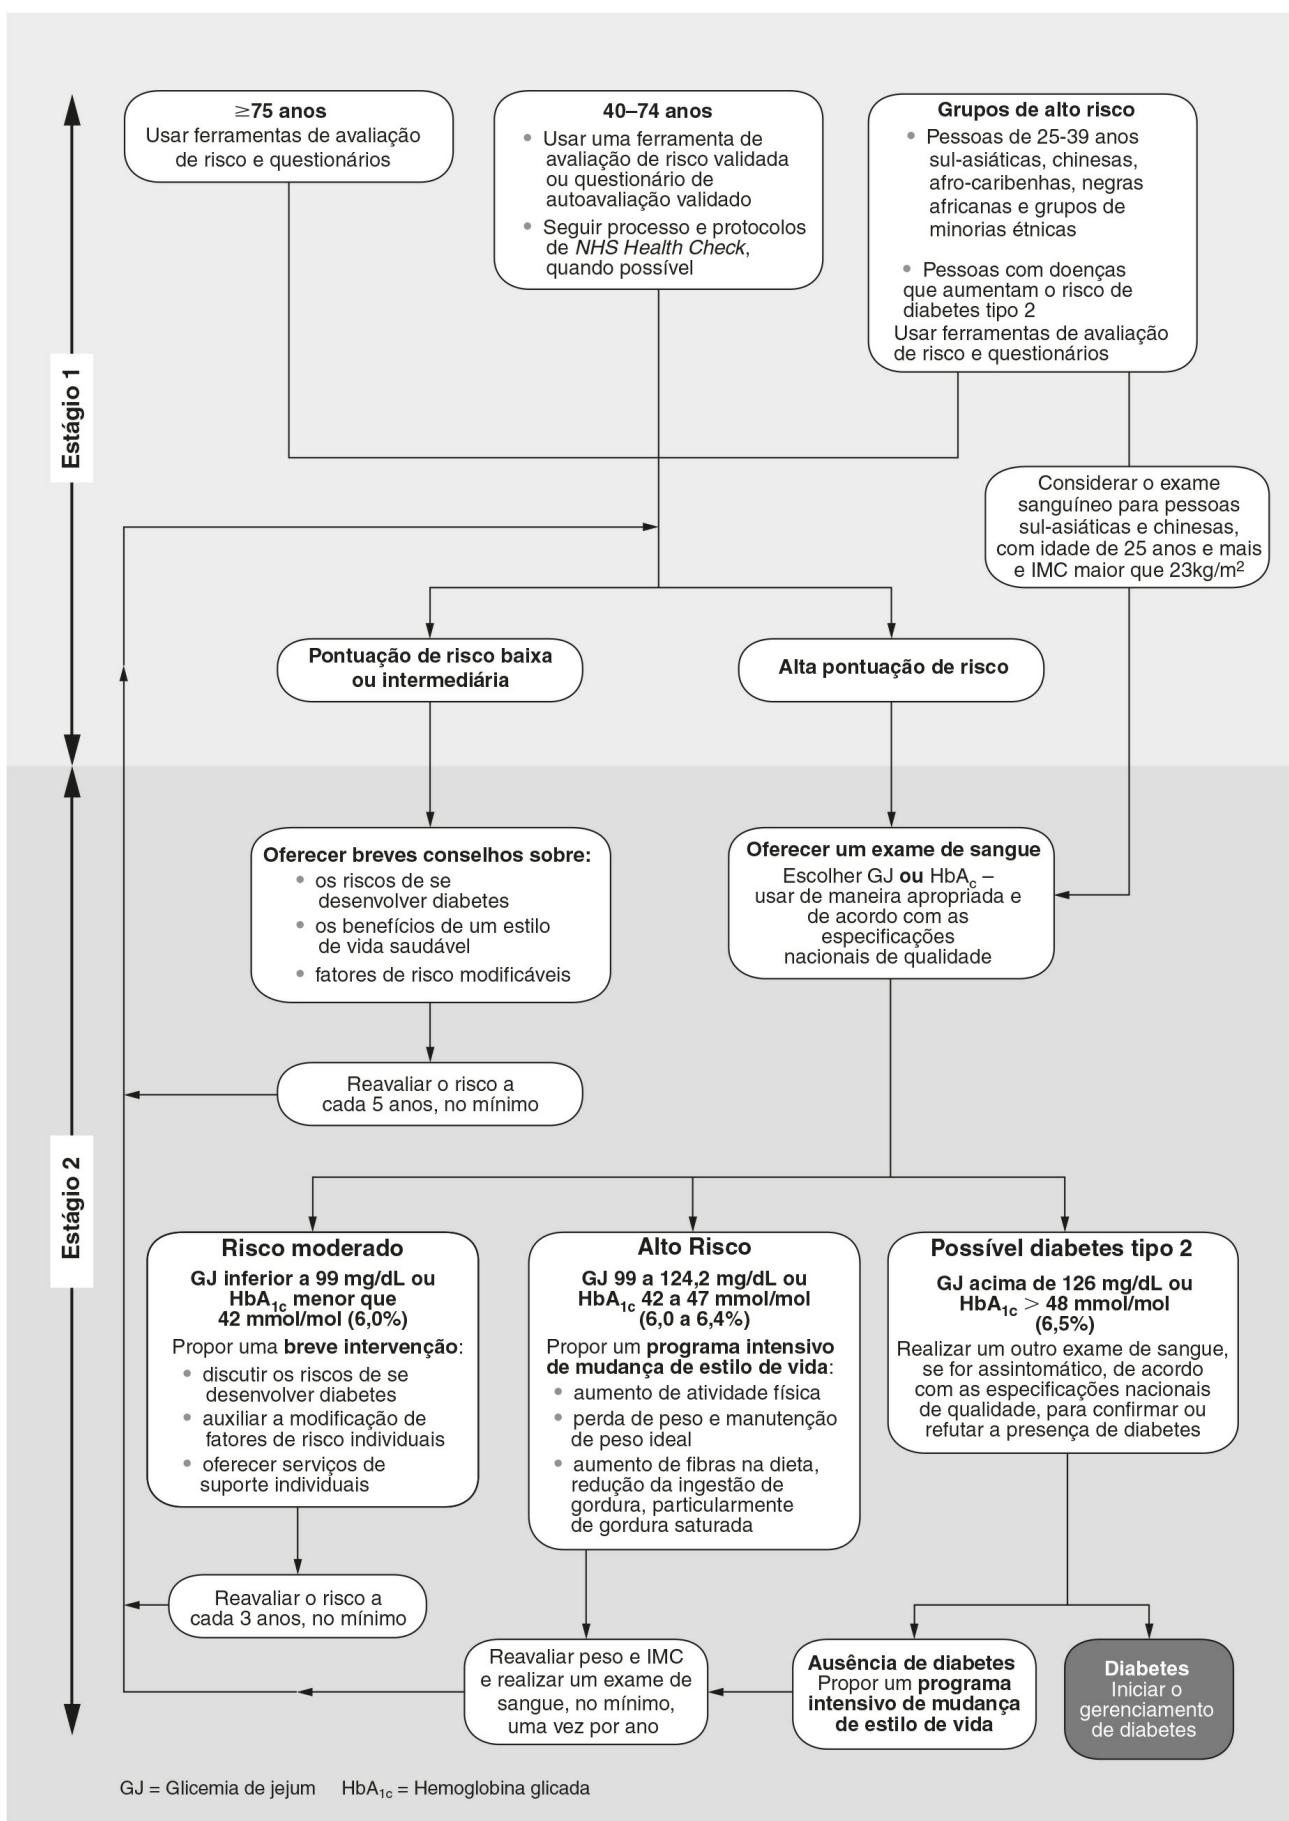 ≥75 anos
Usar ferramentas de avaliação
de risco e questionários
40–74 anos
• Usar uma ferramenta de
avaliação de risco validada
ou questionário de
autoavaliação validado
• Seguir processo e protocolos
de NHS Health Check,
quando possível
Grupos de alto risco
• Pessoas de 25-39 anos
sul-asiáticas, chinesas,
afro-caribenhas, negras
africanas e grupos de
minorias étnicas
• Pessoas com doenças
que aumentam o risco de
diabetes tipo 2
Usar ferramentas de avaliação
de risco e questionários
Estágio 1
Considerar o exame
sanguíneo para pessoas
sul-asiáticas e chinesas,
com idade de 25 anos e mais
e IMC maior que 23kg/m²
Pontuação de risco baixa
ou intermediária
Alta pontuação de risco
Oferecer breves conselhos sobre:
• os riscos de se
desenvolver diabetes
• os benefícios de um estilo
de vida saudável
• fatores de risco modificáveis
Oferecer um exame de sangue
Escolher GJ ou HbAc –
usar de maneira apropriada e
de acordo com as
especificações
nacionais de qualidade
Reavaliar o risco a
cada 5 anos, no mínimo
Estágio 2
Risco moderado
GJ inferior a 99 mg/dL ou
HbA1c menor que
42 mmol/mol (6,0%)
Propor uma breve intervenção:
• discutir os riscos de se
desenvolver diabetes
• auxiliar a modificação de
fatores de risco individuais
• oferecer serviços de
suporte individuais
Alto Risco
GJ 99 a 124,2 mg/dL ou
HbA1c 42 a 47 mmol/mol
(6,0 a 6,4%)
Propor um programa intensivo
de mudança de estilo de vida:
• aumento de atividade física
• perda de peso e manutenção
de peso ideal
• aumento de fibras na dieta,
redução da ingestão de
gordura, particularmente
de gordura saturada
Possível diabetes tipo 2
GJ acima de 126 mg/dL ou
HbA1c > 48 mmol/mol
(6,5%)
Realizar um outro exame de sangue,
se for assintomático, de acordo
com as especificações nacionais
de qualidade, para confirmar ou
refutar a presença de diabetes
Reavaliar o risco a
cada 3 anos, no mínimo
Reavaliar peso e IMC
e realizar um exame de
sangue, no mínimo,
uma vez por ano
Ausência de diabetes
Propor um programa
intensivo de mudança
de estilo de vida
Diabetes
Iniciar o
gerenciamento
de diabetes
GJ = Glicemia de jejum HbA1c = Hemoglobina glicada